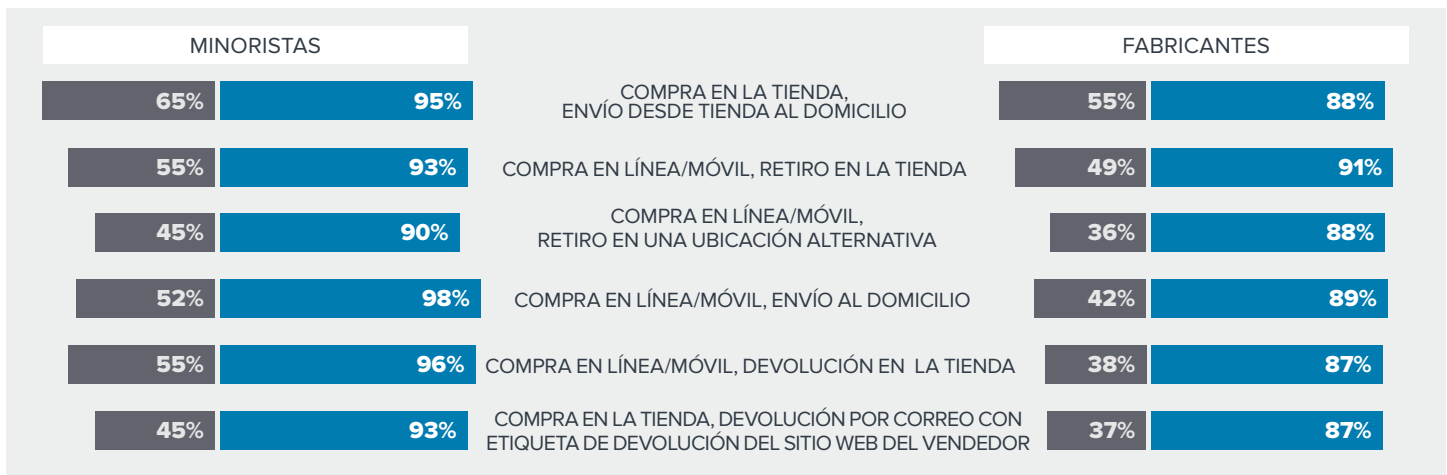 MINORISTAS
FABRICANTES
65% 95% COMPRA EN LA TIENDA,
ENVÍO DESDE TIENDA AL DOMICILIO 55% 88%
55% 93% COMPRA EN LÍNEA/MÓVIL, RETIRO EN LA TIENDA 49% 91%
45% 90% COMPRA EN LÍNEA/MÓVIL,
RETIRO EN UNA UBICACIÓN ALTERNATIVA 36% 88%
52% 98% COMPRA EN LÍNEA/MÓVIL, ENVÍO AL DOMICILIO 42% 89%
55% 96% COMPRA EN LÍNEA/MÓVIL, DEVOLUCIÓN EN LA TIENDA 38% 87%
45% 93% COMPRA EN LA TIENDA, DEVOLUCIÓN POR CORREO CON
ETIQUETA DE DEVOLUCIÓN DEL SITIO WEB DEL VENDEDOR 37% 87%